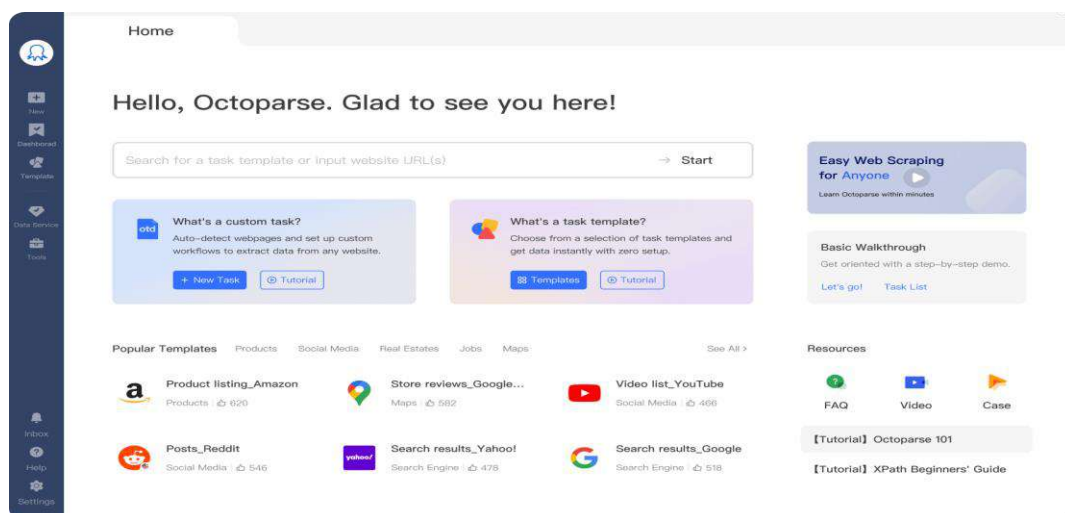 Home
New
Dashborad
Template
Data Service
Tools
Inbox
Help
Settings
Hello, Octoparse. Glad to see you here!
Search for a task template or input website URL(s)
→ Start
otd
What's a custom task?
Auto-detect webpages and set up custom
workflows to extract data from any website.
+ New Task
Tutorial
What's a task template?
Choose from a selection of task templates and
get data instantly with zero setup.
Templates
Tutorial
Easy Web Scraping
for Anyone
Learn Octoparse within minutes
Basic Walkthrough
Get oriented with a step-by-step demo.
Let's go! Task List
Popular Templates Products Social Media Real Estates Jobs Maps See All >
a
Product listing_Amazon
Products 620
Store reviews_Google...
Maps 582
Video list_YouTube
Social Media 466
Posts_Reddit
Social Media 546
yahoo!
Search results_Yahoo!
Search Engine 478
G
Search results_Google
Search Engine 518
Resources
FAQ Video Case
【Tutorial】Octoparse 101
【Tutorial】XPath Beginners' Guide